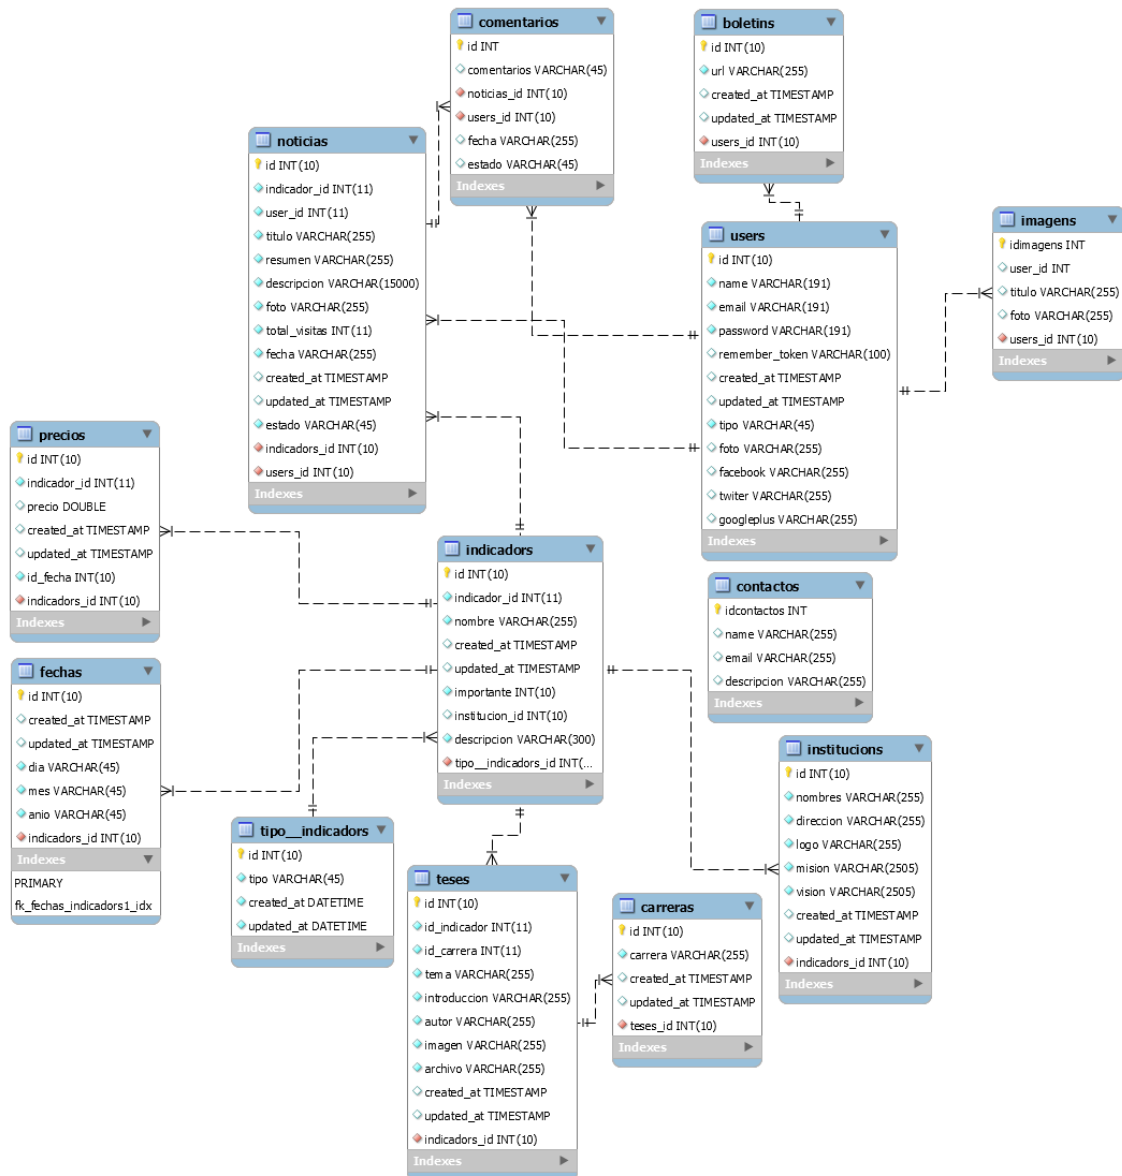 comentarios
id INT
comentarios VARCHAR(45)
noticias_id INT(10)
users_id INT(10)
fecha VARCHAR(255)
estado VARCHAR(45)
Indexes
boletins
id INT(10)
url VARCHAR(255)
created_at TIMESTAMP
updated_at TIMESTAMP
users_id INT(10)
Indexes
noticias
id INT(10)
indicador_id INT(11)
user_id INT(11)
titulo VARCHAR(255)
resumen VARCHAR(255)
descripcion VARCHAR(15000)
foto VARCHAR(255)
total_visitas INT(11)
fecha VARCHAR(255)
created_at TIMESTAMP
updated_at TIMESTAMP
estado VARCHAR(45)
indicadors_id INT(10)
users_id INT(10)
Indexes
users
id INT(10)
name VARCHAR(191)
email VARCHAR(191)
password VARCHAR(191)
remember_token VARCHAR(100)
created_at TIMESTAMP
updated_at TIMESTAMP
tipo VARCHAR(45)
foto VARCHAR(255)
facebook VARCHAR(255)
twiter VARCHAR(255)
googleplus VARCHAR(255)
Indexes
imagens
idimagens INT
user_id INT
titulo VARCHAR(255)
foto VARCHAR(255)
users_id INT(10)
Indexes
precios
id INT(10)
indicador_id INT(11)
precio DOUBLE
created_at TIMESTAMP
updated_at TIMESTAMP
id_fecha INT(10)
indicadors_id INT(10)
Indexes
indicadors
id INT(10)
indicador_id INT(11)
nombre VARCHAR(255)
created_at TIMESTAMP
updated_at TIMESTAMP
importante INT(10)
institucion_id INT(10)
descripcion VARCHAR(300)
tipo__indicadors_id INT(...
Indexes
contactos
idcontactos INT
name VARCHAR(255)
email VARCHAR(255)
descripcion VARCHAR(255)
Indexes
fechas
id INT(10)
created_at TIMESTAMP
updated_at TIMESTAMP
dia VARCHAR(45)
mes VARCHAR(45)
anio VARCHAR(45)
indicadors_id INT(10)
Indexes
PRIMARY
fk_fechas_indicadors1_idx
institucions
id INT(10)
nombres VARCHAR(255)
direccion VARCHAR(255)
logo VARCHAR(255)
mision VARCHAR(2505)
vision VARCHAR(2505)
created_at TIMESTAMP
updated_at TIMESTAMP
indicadors_id INT(10)
Indexes
tipo__indicadors
id INT(10)
tipo VARCHAR(45)
created_at DATETIME
updated_at DATETIME
Indexes
teses
id INT(10)
id_indicador INT(11)
id_carrera INT(11)
tema VARCHAR(255)
introduccion VARCHAR(255)
autor VARCHAR(255)
imagen VARCHAR(255)
archivo VARCHAR(255)
created_at TIMESTAMP
updated_at TIMESTAMP
indicadors_id INT(10)
Indexes
carreras
id INT(10)
carrera VARCHAR(255)
created_at TIMESTAMP
updated_at TIMESTAMP
teses_id INT(10)
Indexes